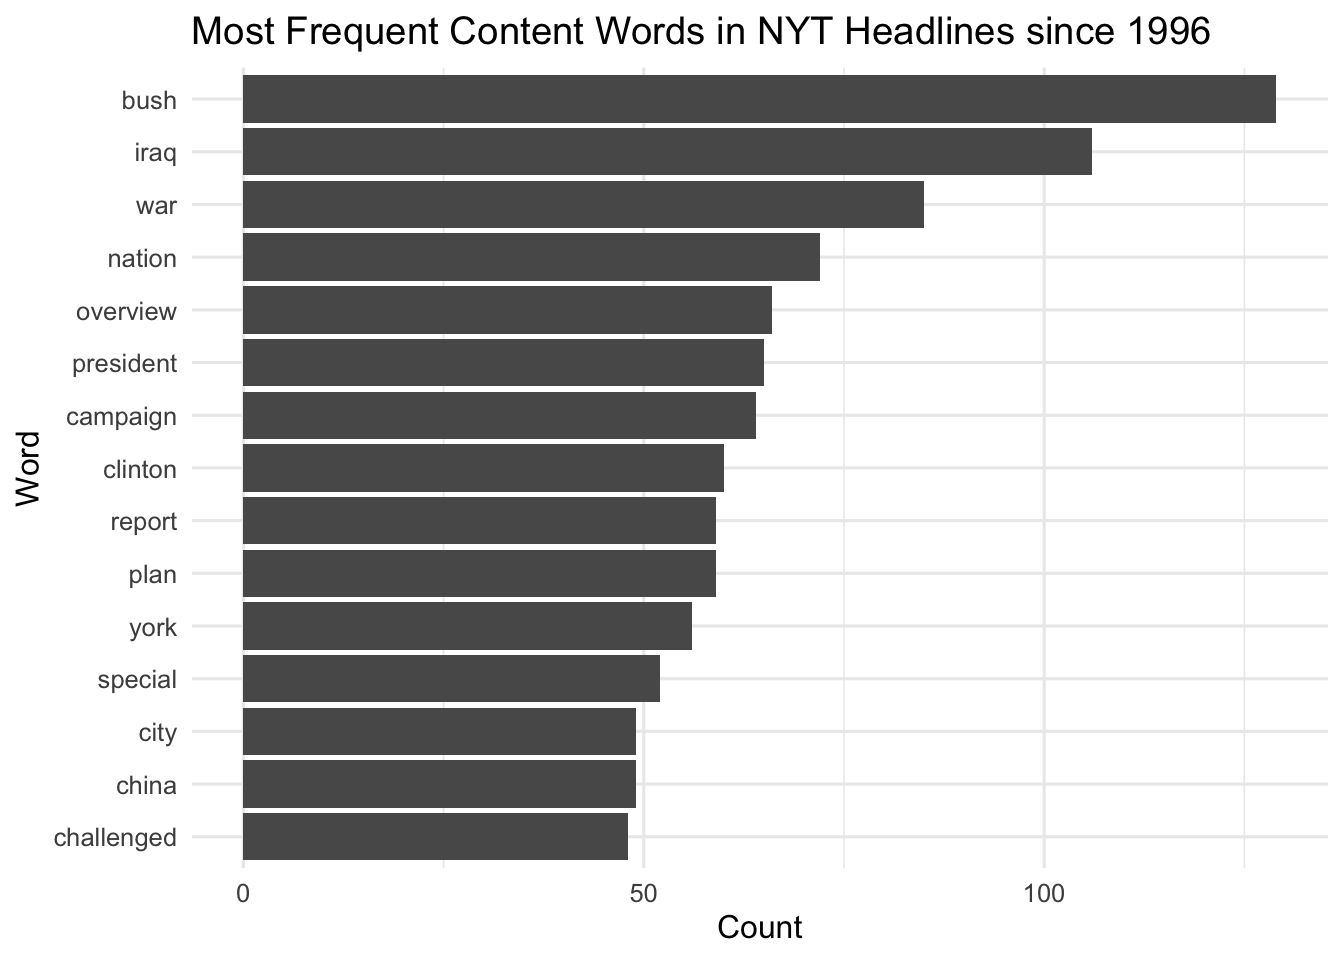 Most Frequent Content Words in NYT Headlines since 1996
bush
iraq
war
nation
overview
president
campaign
clinton
report
plan
york
special
city
china
challenged
Word
0 50 100
Count